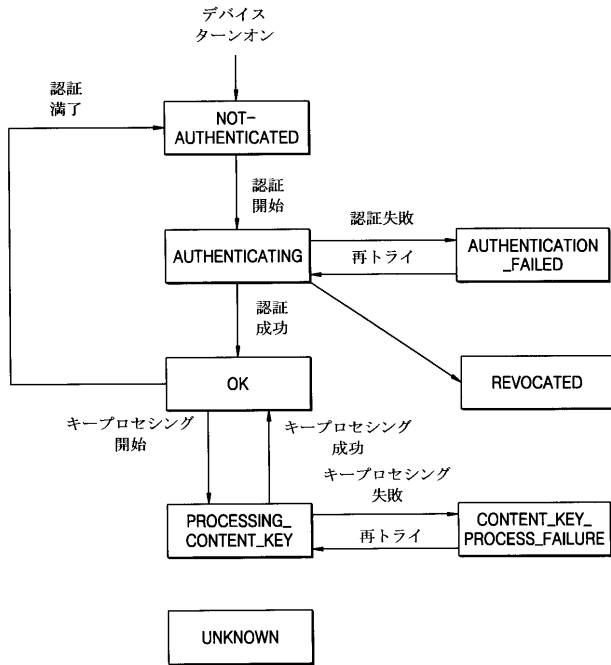 デバイス
ターンオン
認証
満了
NOT-
AUTHENTICATED
認証
開始
AUTHENTICATING
認証失敗
再トライ
AUTHENTICATION
_FAILED
認証
成功
OK
REVOCATED
キープロセシング
開始
キープロセシング
成功
キープロセシング
失敗
PROCESSING_
CONTENT_KEY
再トライ
CONTENT_KEY_
PROCESS_FAILURE
UNKNOWN